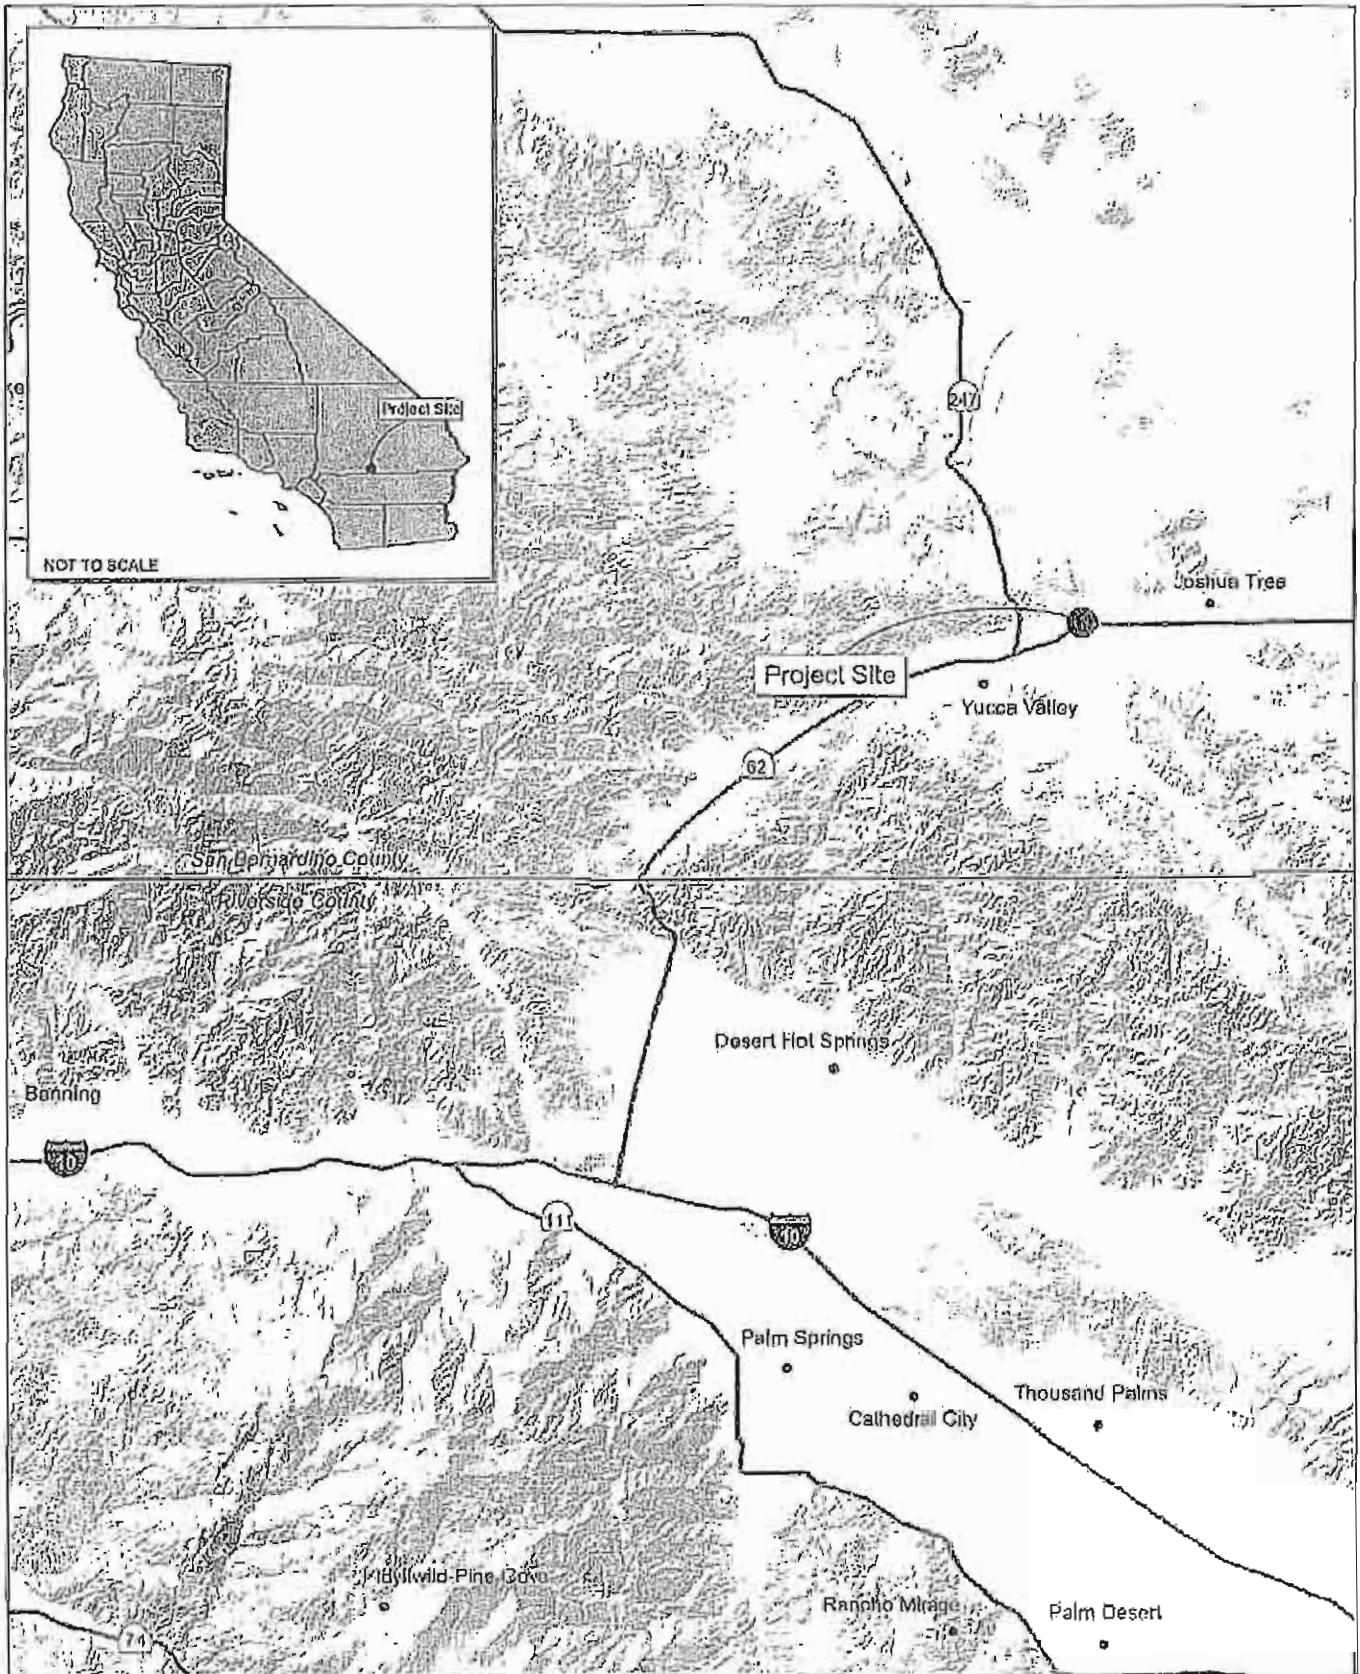 Project Site
NOT TO SCALE
247
Joshua Tree
Project Site
Yucca Valley
62
San Bernardino County
Riverside County
Desert Hot Springs
Banning
10
111
10
Palm Springs
Thousand Palms
Cathedral City
Idyllwild-Pine Cove
Rancho Mirage
Palm Desert
74